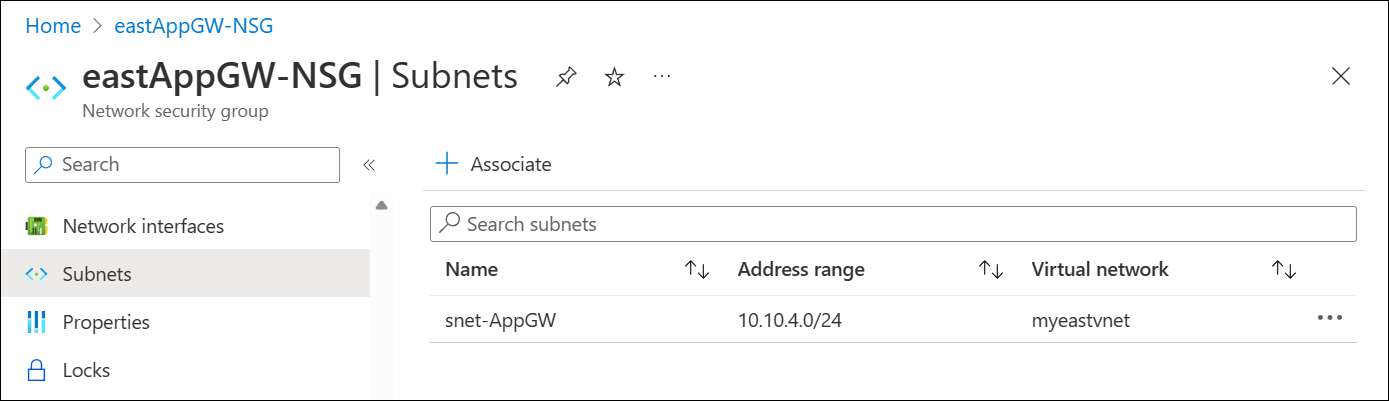 Home > eastAppGW-NSG
eastAppGW-NSG | Subnets ...
Network security group
Search «
+ Associate
Network interfaces
Subnets
Properties
Locks
Search subnets
Name Address range Virtual network
snet-AppGW 10.10.4.0/24 myeastvnet ...